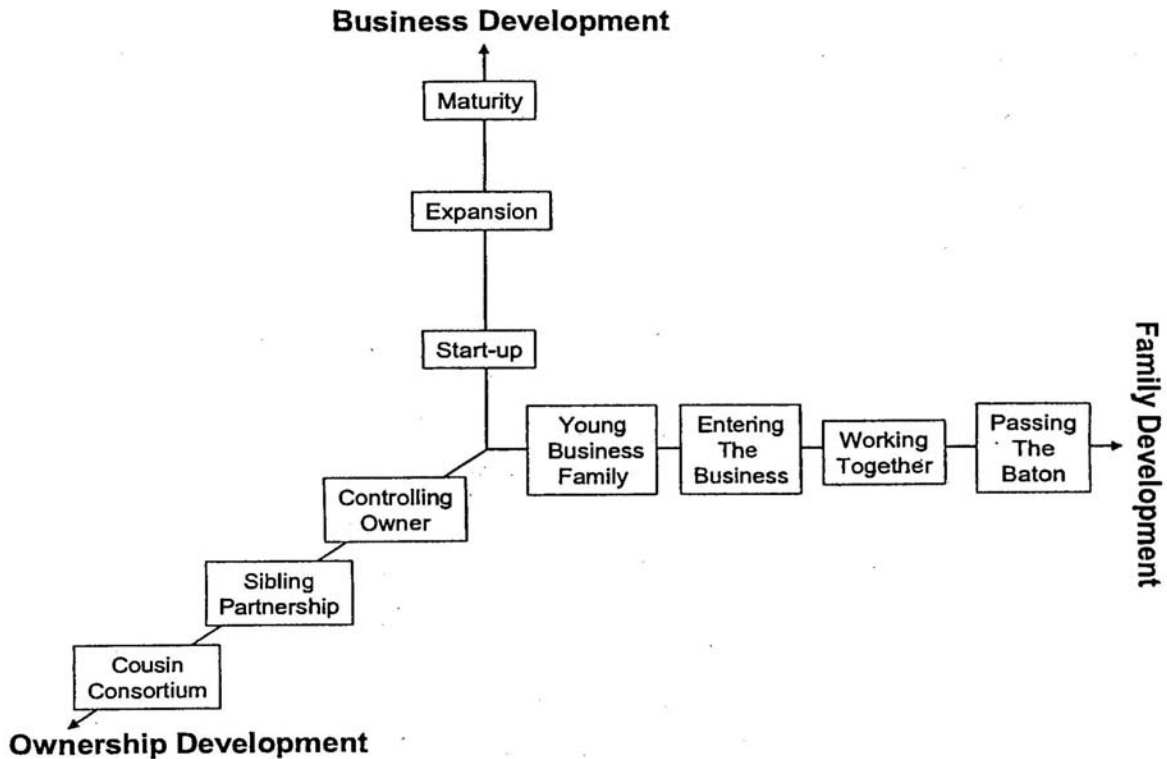 Business Development
Maturity
Expansion
Start-up
Young
Business
Family
Entering
The
Business
Working
Together
Passing
The
Baton
Family Development
Controlling
Owner
Sibling
Partnership
Cousin
Consortium
Ownership Development